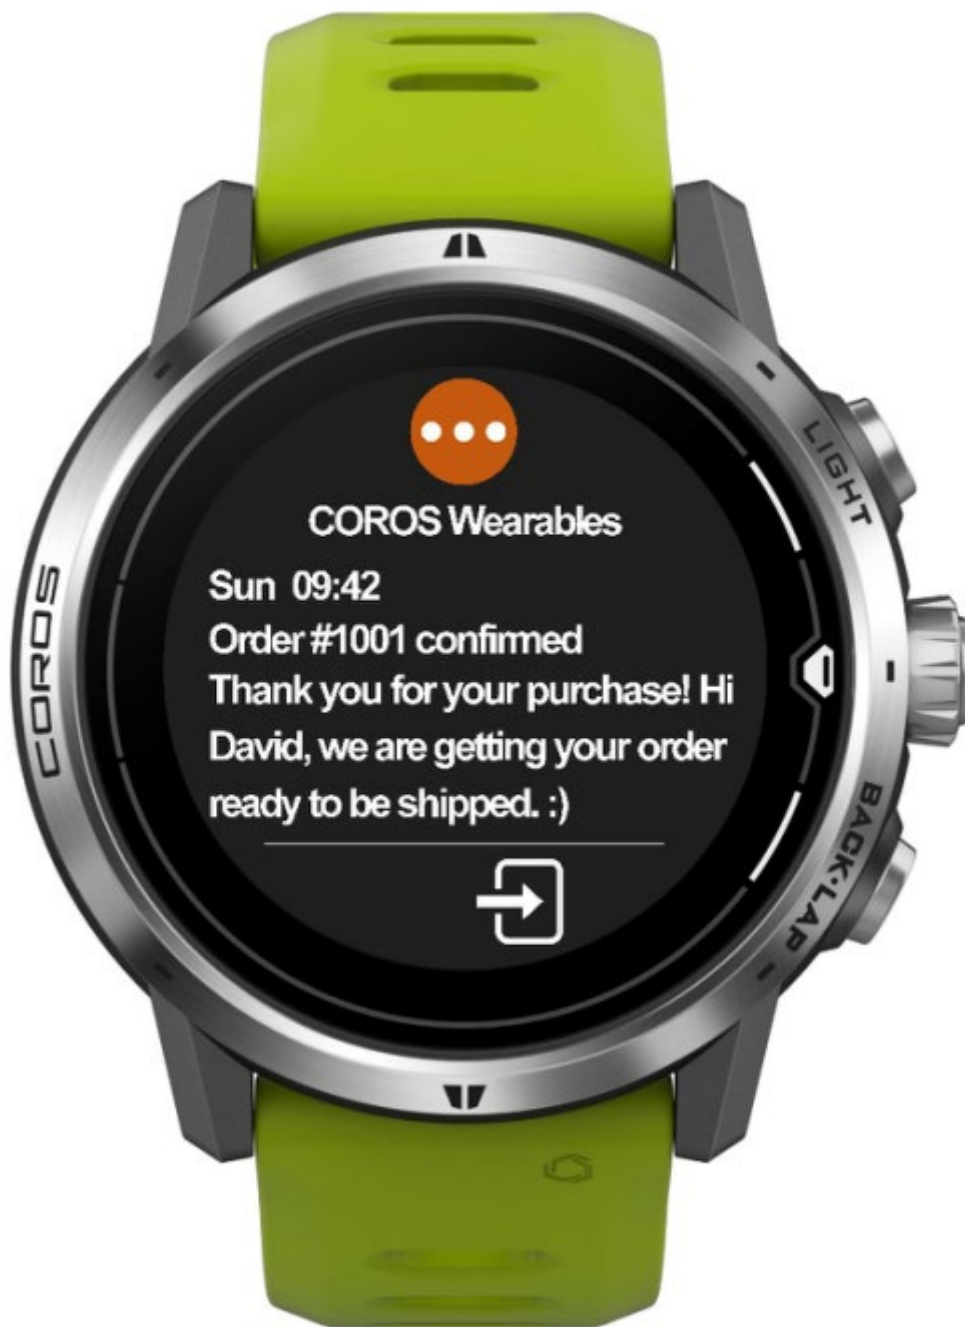 COROS Wearables
Sun 09:42
Order #1001 confirmed
Thank you for your purchase! Hi
David, we are getting your order
ready to be shipped. :)
COROS
LIGHT
BACK·LAP